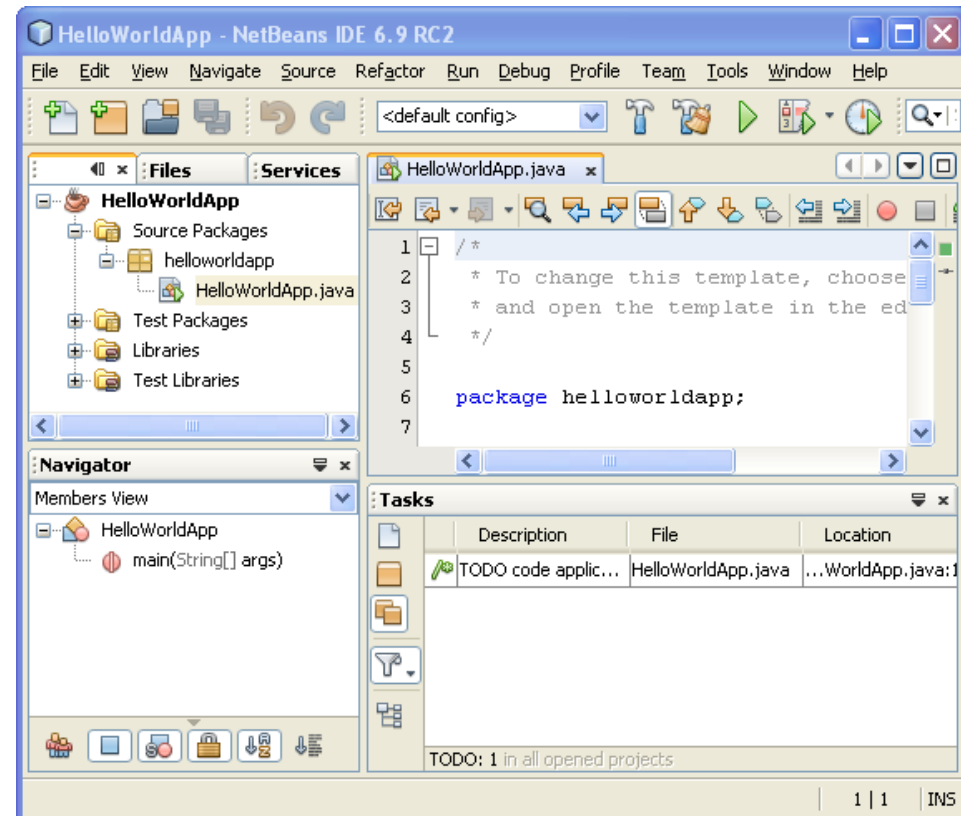 HelloWorldApp - NetBeans IDE 6.9 RC2
File Edit View Navigate Source Refactor Run Debug Profile Team Tools Window Help
<default config>
Files Services
HelloWorldApp
Source Packages
helloworldapp
HelloWorldApp.java
Test Packages
Libraries
Test Libraries
HelloWorldApp.java
1 /*
2 * To change this template, choose
3 * and open the template in the ed
4 */
5
6 package helloworldapp;
7
Navigator
Members View
HelloWorldApp
main(String[] args)
Tasks
Description File Location
TODO code applic... HelloWorldApp.java ...WorldApp.java:1
TODO: 1 in all opened projects
1 | 1 INS